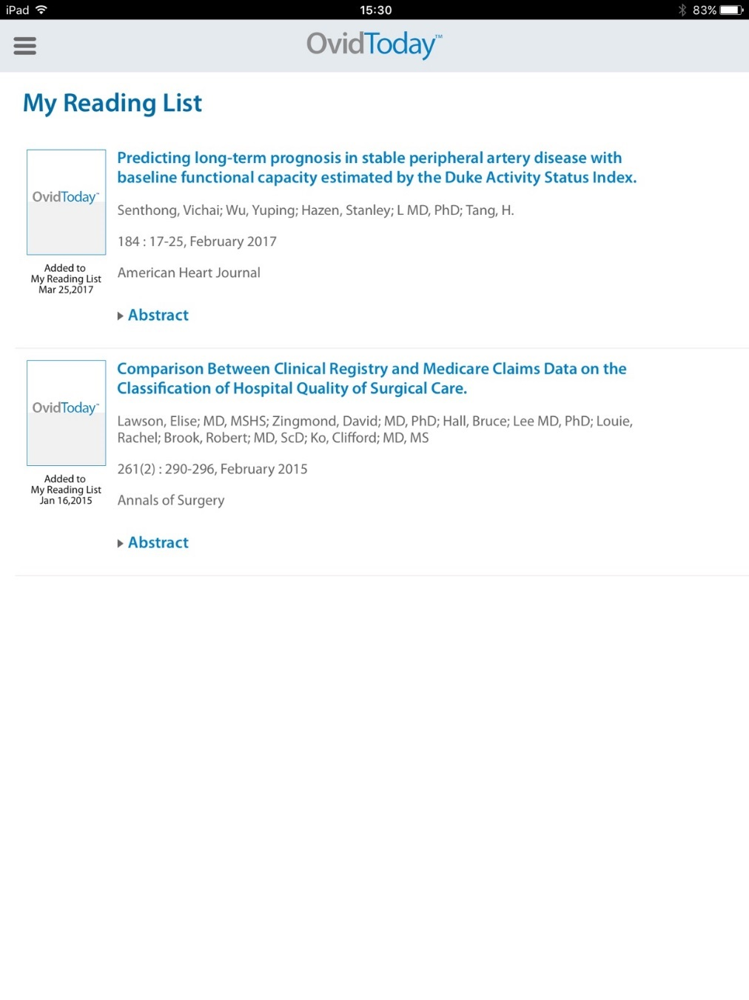 iPad 15:30 83%
OvidToday™
My Reading List
OvidToday™
Added to
My Reading List
Mar 25,2017
Predicting long-term prognosis in stable peripheral artery disease with
baseline functional capacity estimated by the Duke Activity Status Index.
Senthong, Vichai; Wu, Yuping; Hazen, Stanley; L MD, PhD; Tang, H.
184 : 17-25, February 2017
American Heart Journal
Abstract
OvidToday™
Added to
My Reading List
Jan 16,2015
Comparison Between Clinical Registry and Medicare Claims Data on the
Classification of Hospital Quality of Surgical Care.
Lawson, Elise; MD, MSHS; Zingmond, David; MD, PhD; Hall, Bruce; Lee MD, PhD; Louie,
Rachel; Brook, Robert; MD, ScD; Ko, Clifford; MD, MS
261(2) : 290-296, February 2015
Annals of Surgery
Abstract